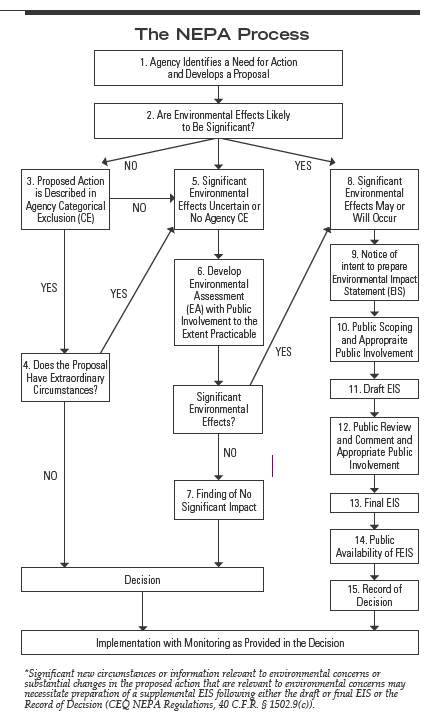 The NEPA Process
1. Agency Identifies a Need for Action
and Develops a Proposal
2. Are Environmental Effects Likely
to Be Significant?
NO
YES
3. Proposed Action
is Described in
Agency Categorical
Exclusion (CE)
NO
5. Significant
Environmental
Effects Uncertain or
No Agency CE
8. Significant
Environmental
Effects May or
Will Occur
YES
YES
6. Develop
Environmental
Assessment
(EA) with Public
Involvement to the
Extent Practicable
9. Notice of
intent to prepare
Environmental Impact
Statement (EIS)
10. Public Scoping
and Appropraite
Public Involvement
YES
4. Does the Proposal
Have Extraordinary
Circumstances?
Significant
Environmental
Effects?
11. Draft EIS
12. Public Review
and Comment and
Appropriate Public
Involvement
NO
NO
7. Finding of No
Significant Impact
13. Final EIS
14. Public
Availability of FEIS
Decision
15. Record of
Decision
Implementation with Monitoring as Provided in the Decision
*Significant new circumstances or information relevant to environmental concerns or
substantial changes in the proposed action that are relevant to environmental concerns may
necessitate preparation of a supplemental EIS following either the draft or final EIS or the
Record of Decision (CEQ NEPA Regulations, 40 C.F.R. § 1502.9(c)).